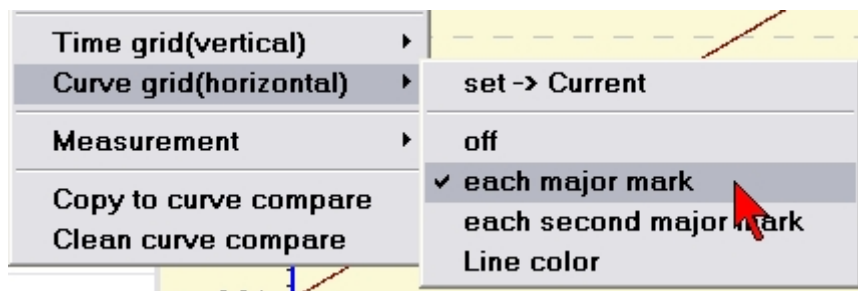 Time grid(vertical)
Curve grid(horizontal)
Measurement
Copy to curve compare
Clean curve compare
set -> Current
off
each major mark
each second major mark
Line color